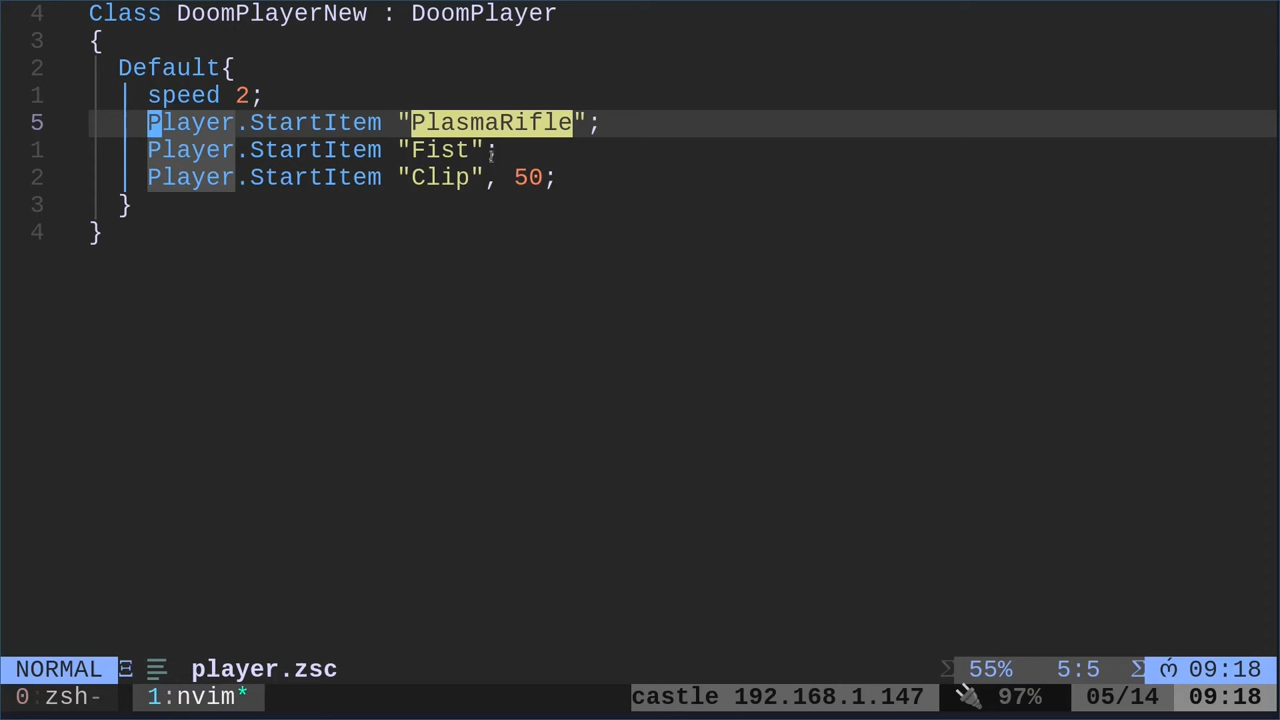 4 Class DoomPlayerNew : DoomPlayer
3 {
2 Default{
1 speed 2;
5 Player.StartItem "PlasmaRifle";
1 Player.StartItem "Fist";
2 Player.StartItem "Clip", 50;
3 }
4 }
NORMAL player.zsc 55% 5:5 09:18
0:zsh- 1:nvim* castle 192.168.1.147 97% 05/14 09:18